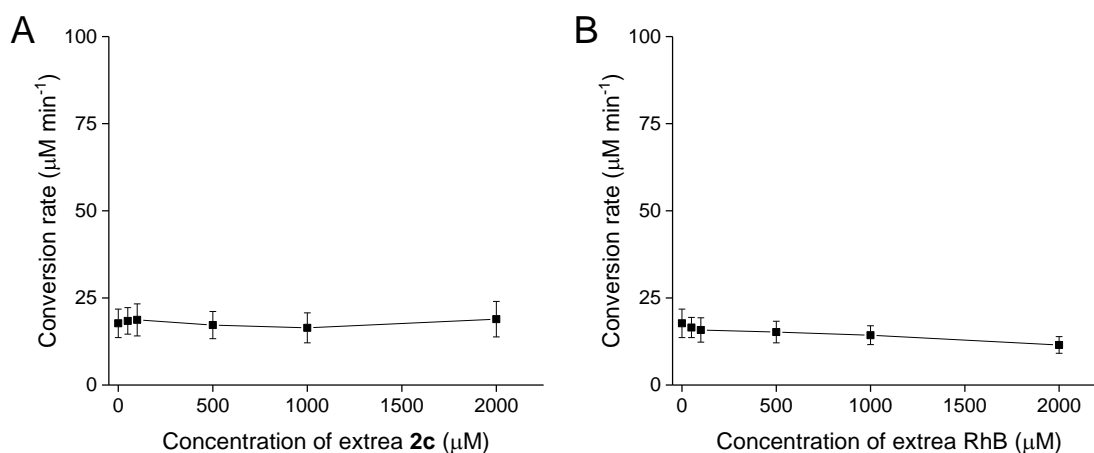 A
Conversion rate (μM min⁻¹)
100
75
50
25
0
0 500 1000 1500 2000
Concentration of extrea 2c (μM)
B
Conversion rate (μM min⁻¹)
100
75
50
25
0
0 500 1000 1500 2000
Concentration of extrea RhB (μM)